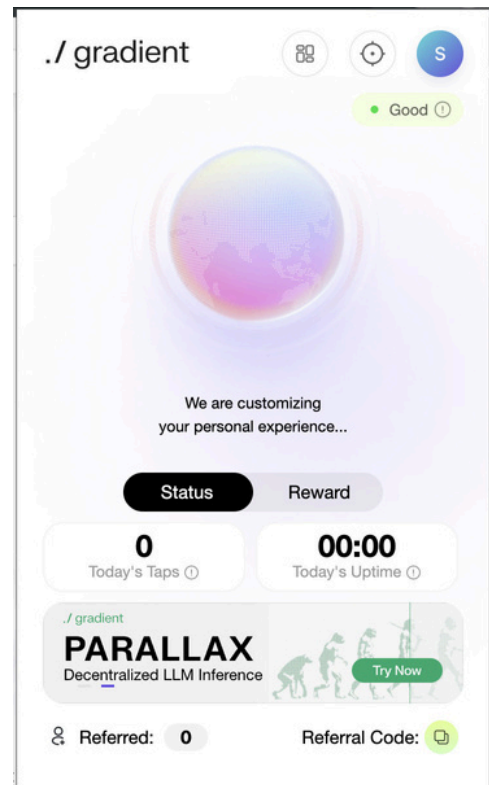 ./ gradient
S
Good
We are customizing
your personal experience...
Status
Reward
0
Today's Taps
00:00
Today's Uptime
./ gradient
PARALLAX
Decentralized LLM Inference
Try Now
Referred: 0
Referral Code: